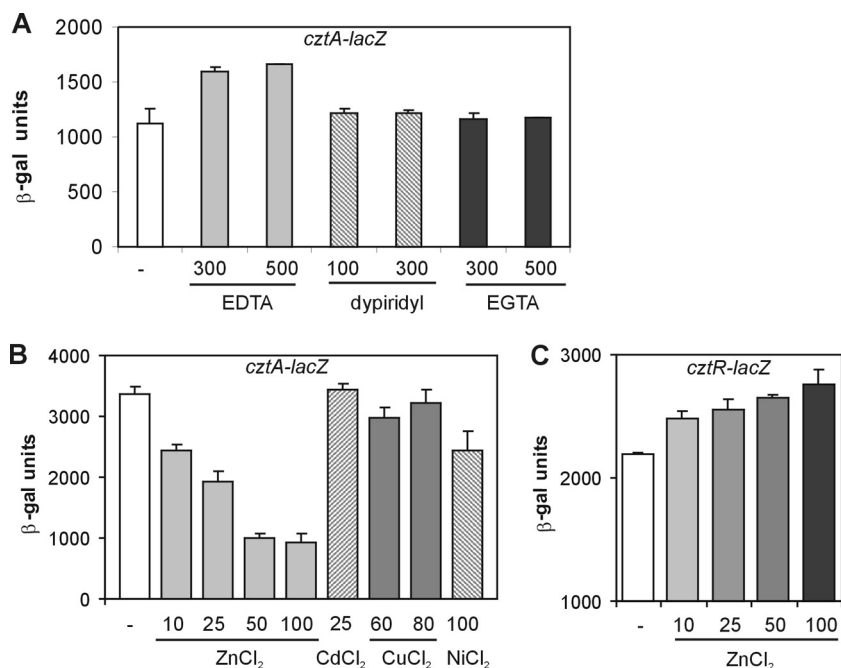 A
cztA-lacZ
β-gal units
2000
1500
1000
500
0
- 300 500 100 300 300 500
EDTA dypiridyl EGTA
B
cztA-lacZ
β-gal units
4000
3000
2000
1000
0
- 10 25 50 100 25 60 80 100
ZnCl₂ CdCl₂ CuCl₂ NiCl₂
C
cztR-lacZ
β-gal units
3000
2000
1000
- 10 25 50 100
ZnCl₂